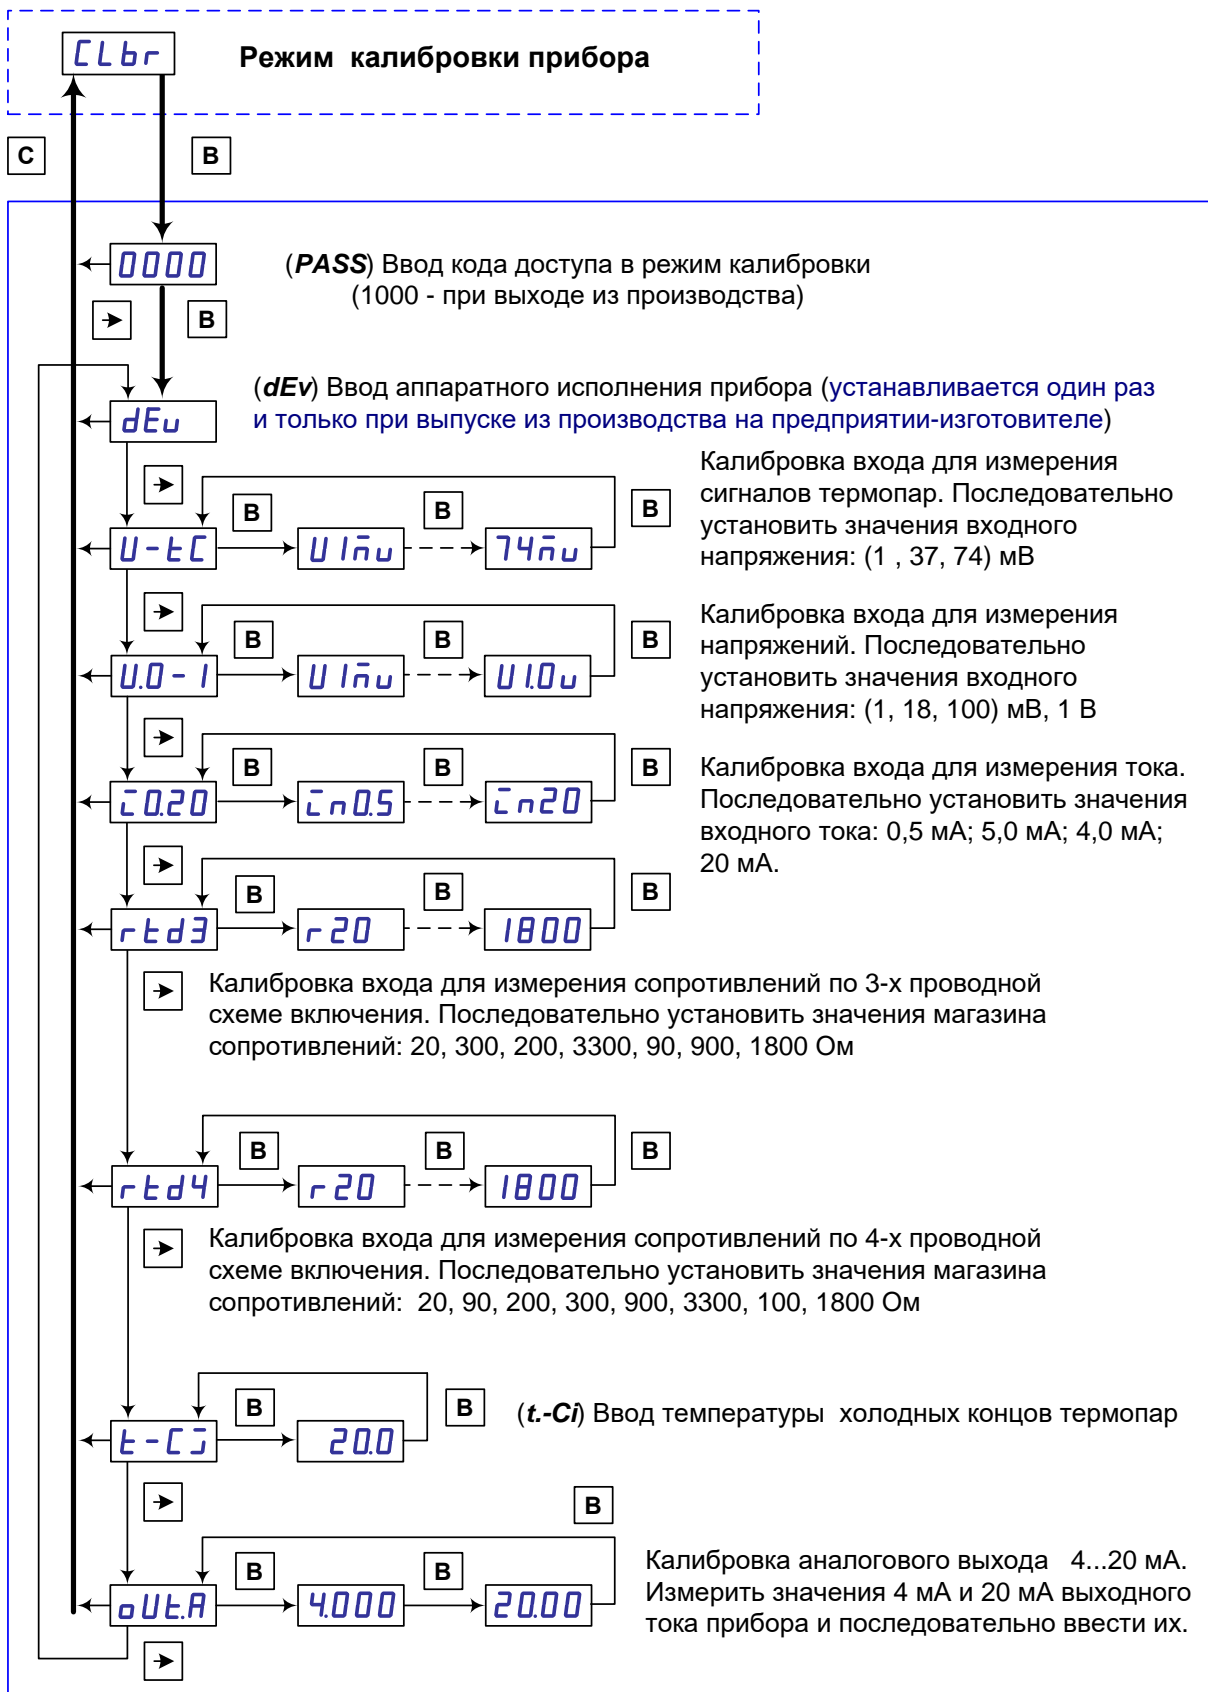 CLbr
Режим калибровки прибора
C
B
0000
(PASS) Ввод кода доступа в режим калибровки
(1000 - при выходе из производства)
B
(dEv) Ввод аппаратного исполнения прибора (устанавливается один раз
и только при выпуске из производства на предприятии-изготовителе)
dEv
Калибровка входа для измерения
сигналов термопар. Последовательно
установить значения входного
напряжения: (1 , 37, 74) мВ
B
B
B
U-tC
U1mv
74mv
Калибровка входа для измерения
напряжений. Последовательно
установить значения входного
напряжения: (1, 18, 100) мВ, 1 В
B
B
B
U.0-1
U1mv
U1.0v
Калибровка входа для измерения тока.
Последовательно установить значения
входного тока: 0,5 мА; 5,0 мА; 4,0 мА;
20 мА.
B
B
B
i0.20
in0.5
in20
B
B
B
rtd3
r20
1800
Калибровка входа для измерения сопротивлений по 3-х проводной
схеме включения. Последовательно установить значения магазина
сопротивлений: 20, 300, 200, 3300, 90, 900, 1800 Ом
B
B
B
rtd4
r20
1800
Калибровка входа для измерения сопротивлений по 4-х проводной
схеме включения. Последовательно установить значения магазина
сопротивлений: 20, 90, 200, 300, 900, 3300, 100, 1800 Ом
B
B
(t.-Ci) Ввод температуры холодных концов термопар
t-CJ
20.0
B
B
B
oUt.A
4.000
20.00
Калибровка аналогового выхода 4...20 мА.
Измерить значения 4 мА и 20 мА выходного
тока прибора и последовательно ввести их.